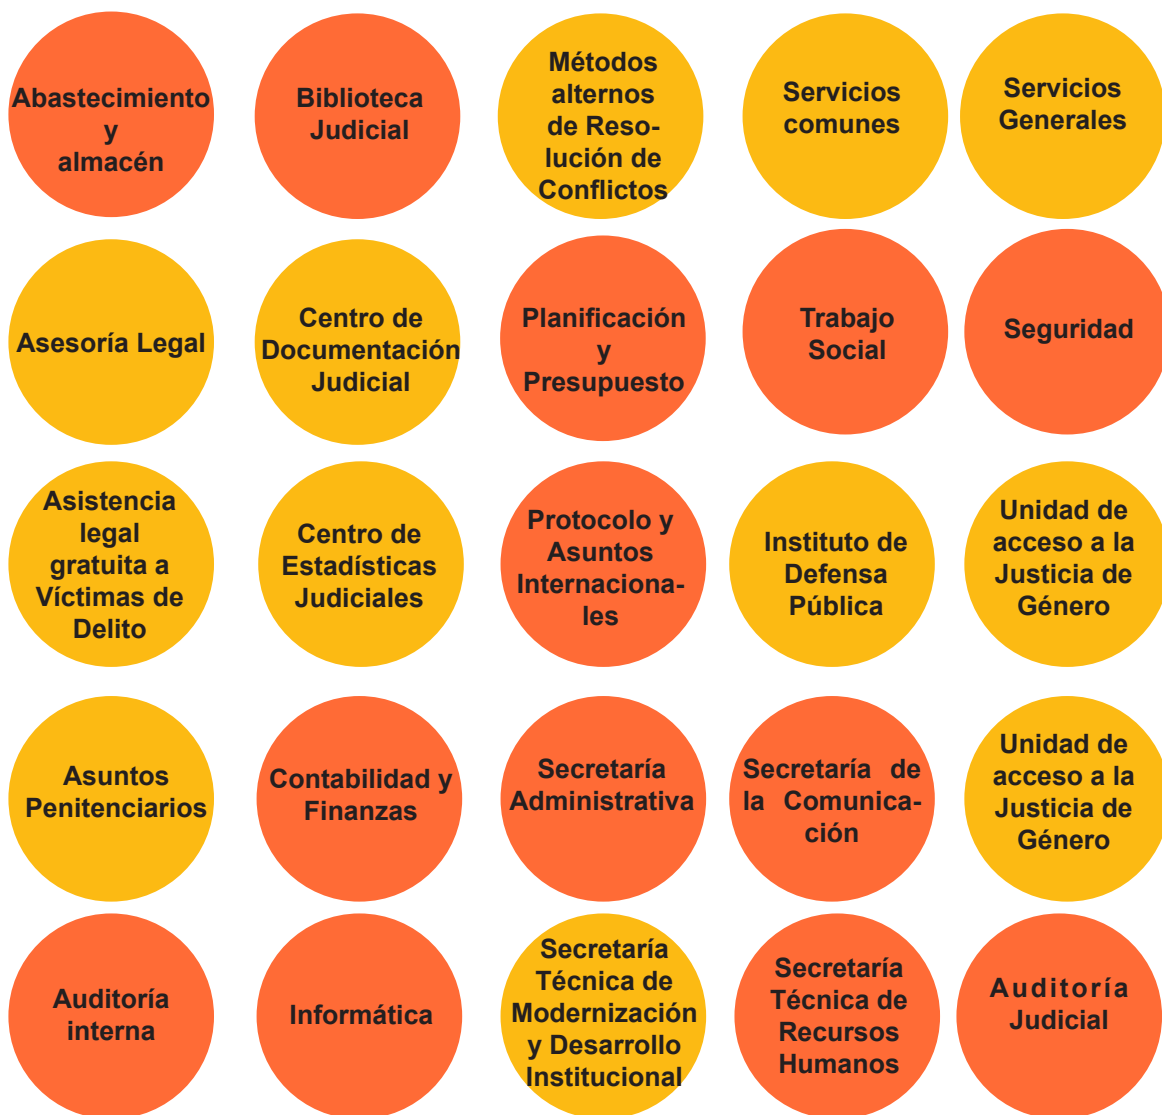 Abastecimiento
y
almacén
Biblioteca
Judicial
Métodos
alternos
de Reso-
lución de
Conflictos
Servicios
comunes
Servicios
Generales
Asesoría Legal
Centro de
Documentación
Judicial
Planificación
y
Presupuesto
Trabajo
Social
Seguridad
Asistencia
legal
gratuita a
Víctimas de
Delito
Centro de
Estadísticas
Judiciales
Protocolo y
Asuntos
Internaciona-
les
Instituto de
Defensa
Pública
Unidad de
acceso a la
Justicia de
Género
Asuntos
Penitenciarios
Contabilidad y
Finanzas
Secretaría
Administrativa
Secretaría de
la Comunica-
ción
Unidad de
acceso a la
Justicia de
Género
Auditoría
interna
Informática
Secretaría
Técnica de
Modernización
y Desarrollo
Institucional
Secretaría
Técnica de
Recursos
Humanos
Auditoría
Judicial